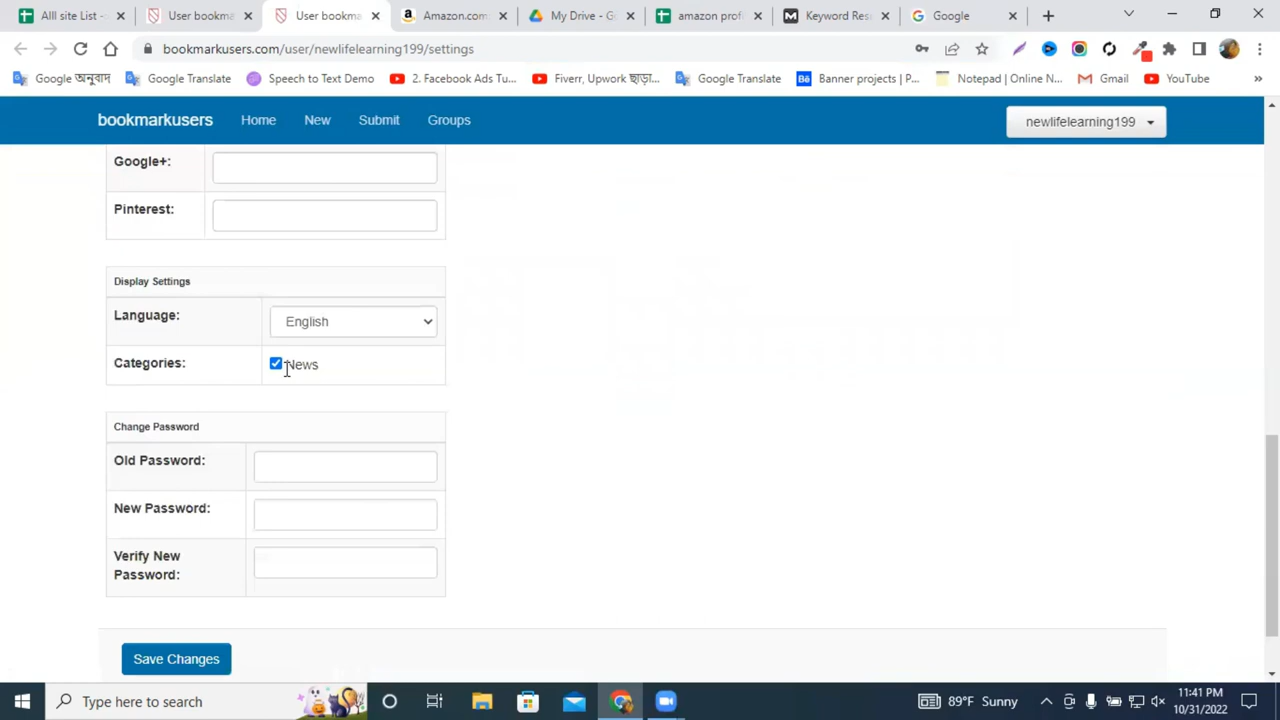 Alll site List -
User bookma
User bookma
Amazon.com
My Drive - G
amazon prof
Keyword Res
Google
bookmarkusers.com/user/newlifelearning199/settings
Google অনুবাদ
Google Translate
Speech to Text Demo
2. Facebook Ads Tu...
Fiverr, Upwork ছাড়া...
Google Translate
Banner projects | P...
Notepad | Online N...
Gmail
YouTube
bookmarkusers Home New Submit Groups newlifelearning199
Google+:
Pinterest:
Display Settings
Language: English
Categories: News
Change Password
Old Password:
New Password:
Verify New
Password:
Save Changes
Type here to search
89°F Sunny
11:41 PM
10/31/2022